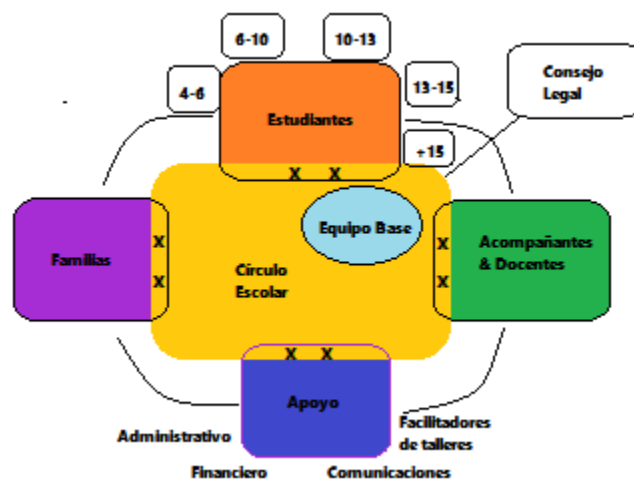 6-10
10-13
4-6
13-15
Consejo
Legal
Estudiantes
+15
X X
Equipo Base
Familias
X
X
Círculo
Escolar
X
X
Acompañantes
& Docentes
X X
Apoyo
Administrativo
Facilitadores
de talleres
Financiero
Comunicaciones